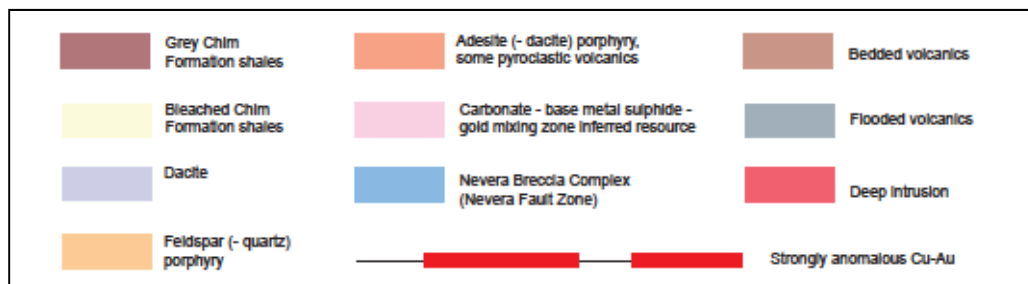 Grey Chim
Formation shales
Adesite (- dacite) porphyry,
some pyroclastic volcanics
Bedded volcanics
Bleached Chim
Formation shales
Carbonate - base metal sulphide -
gold mixing zone inferred resource
Flooded volcanics
Dacite
Nevera Breccia Complex
(Nevera Fault Zone)
Deep intrusion
Feldspar (- quartz)
porphyry
Strongly anomalous Cu-Au